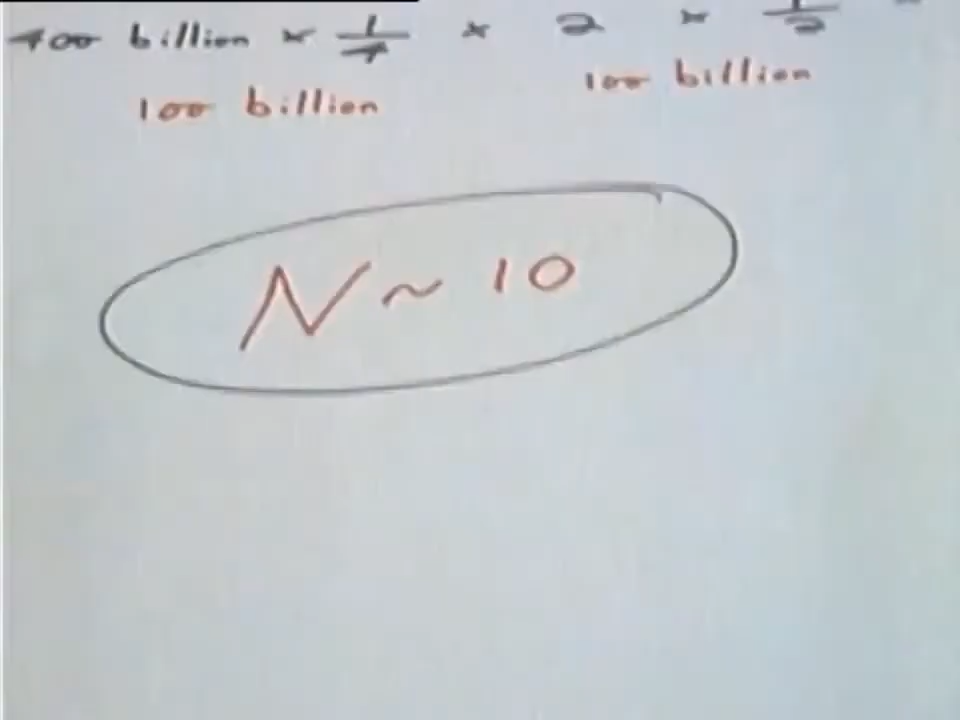 400 billion × 1/4 × 2 × 1/2
100 billion 100 billion
N ~ 10